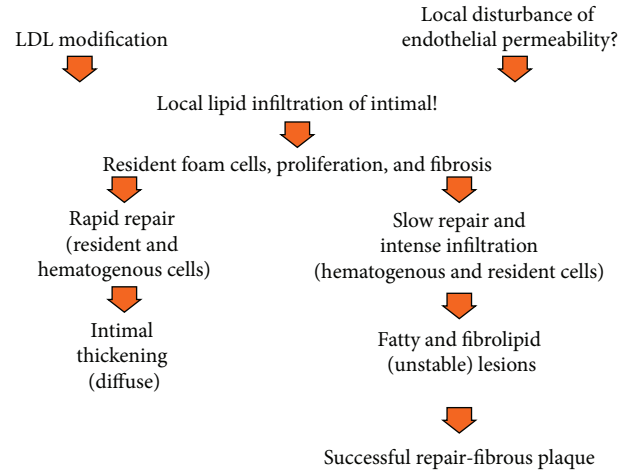 LDL modification
Local disturbance of
endothelial permeability?
Local lipid infiltration of intimal!
Resident foam cells, proliferation, and fibrosis
Rapid repair
(resident and
hematogenous cells)
Slow repair and
intense infiltration
(hematogenous and resident cells)
Intimal
thickening
(diffuse)
Fatty and fibrolipid
(unstable) lesions
Successful repair-fibrous plaque